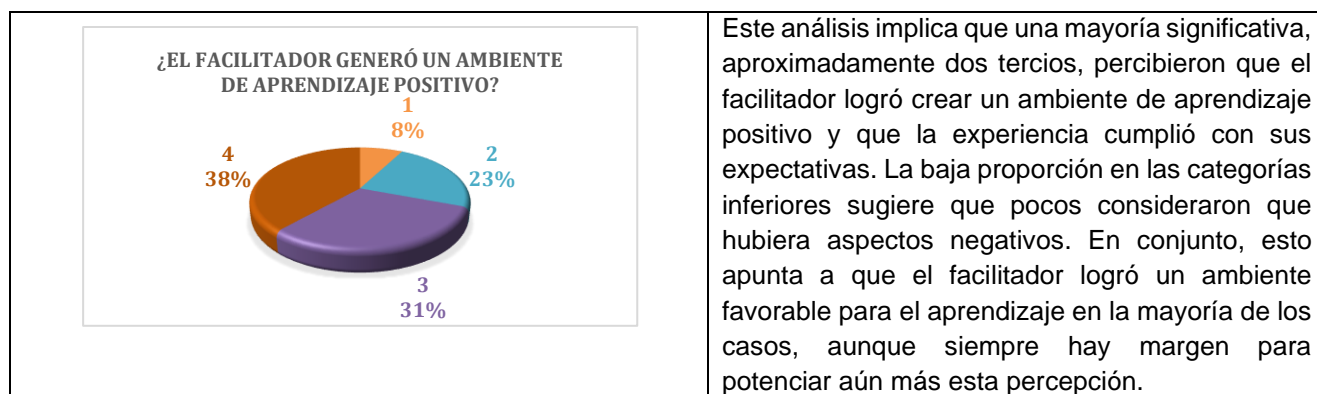 ¿EL FACILITADOR GENERÓ UN AMBIENTE
DE APRENDIZAJE POSITIVO?
1
8%
2
23%
3
31%
4
38%
Este análisis implica que una mayoría significativa,
aproximadamente dos tercios, percibieron que el
facilitador logró crear un ambiente de aprendizaje
positivo y que la experiencia cumplió con sus
expectativas. La baja proporción en las categorías
inferiores sugiere que pocos consideraron que
hubiera aspectos negativos. En conjunto, esto
apunta a que el facilitador logró un ambiente
favorable para el aprendizaje en la mayoría de los
casos, aunque siempre hay margen para
potenciar aún más esta percepción.